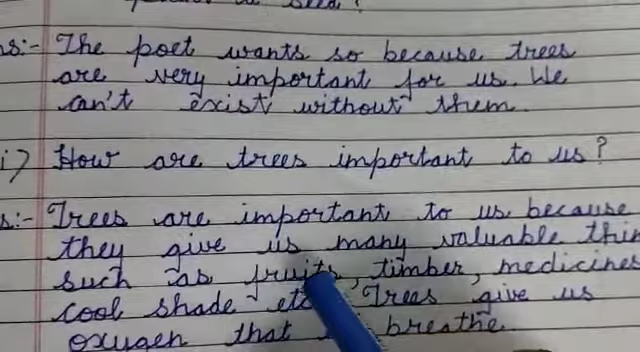 s:- The poet wants so because trees
are very important for us. We
can't exist without them.
i) How are trees important to us?
s:- Trees are important to us because
they give us many valuable thin
such as fruits, timber, medicines
cool shade etc Trees give us
oxygen that breathe.